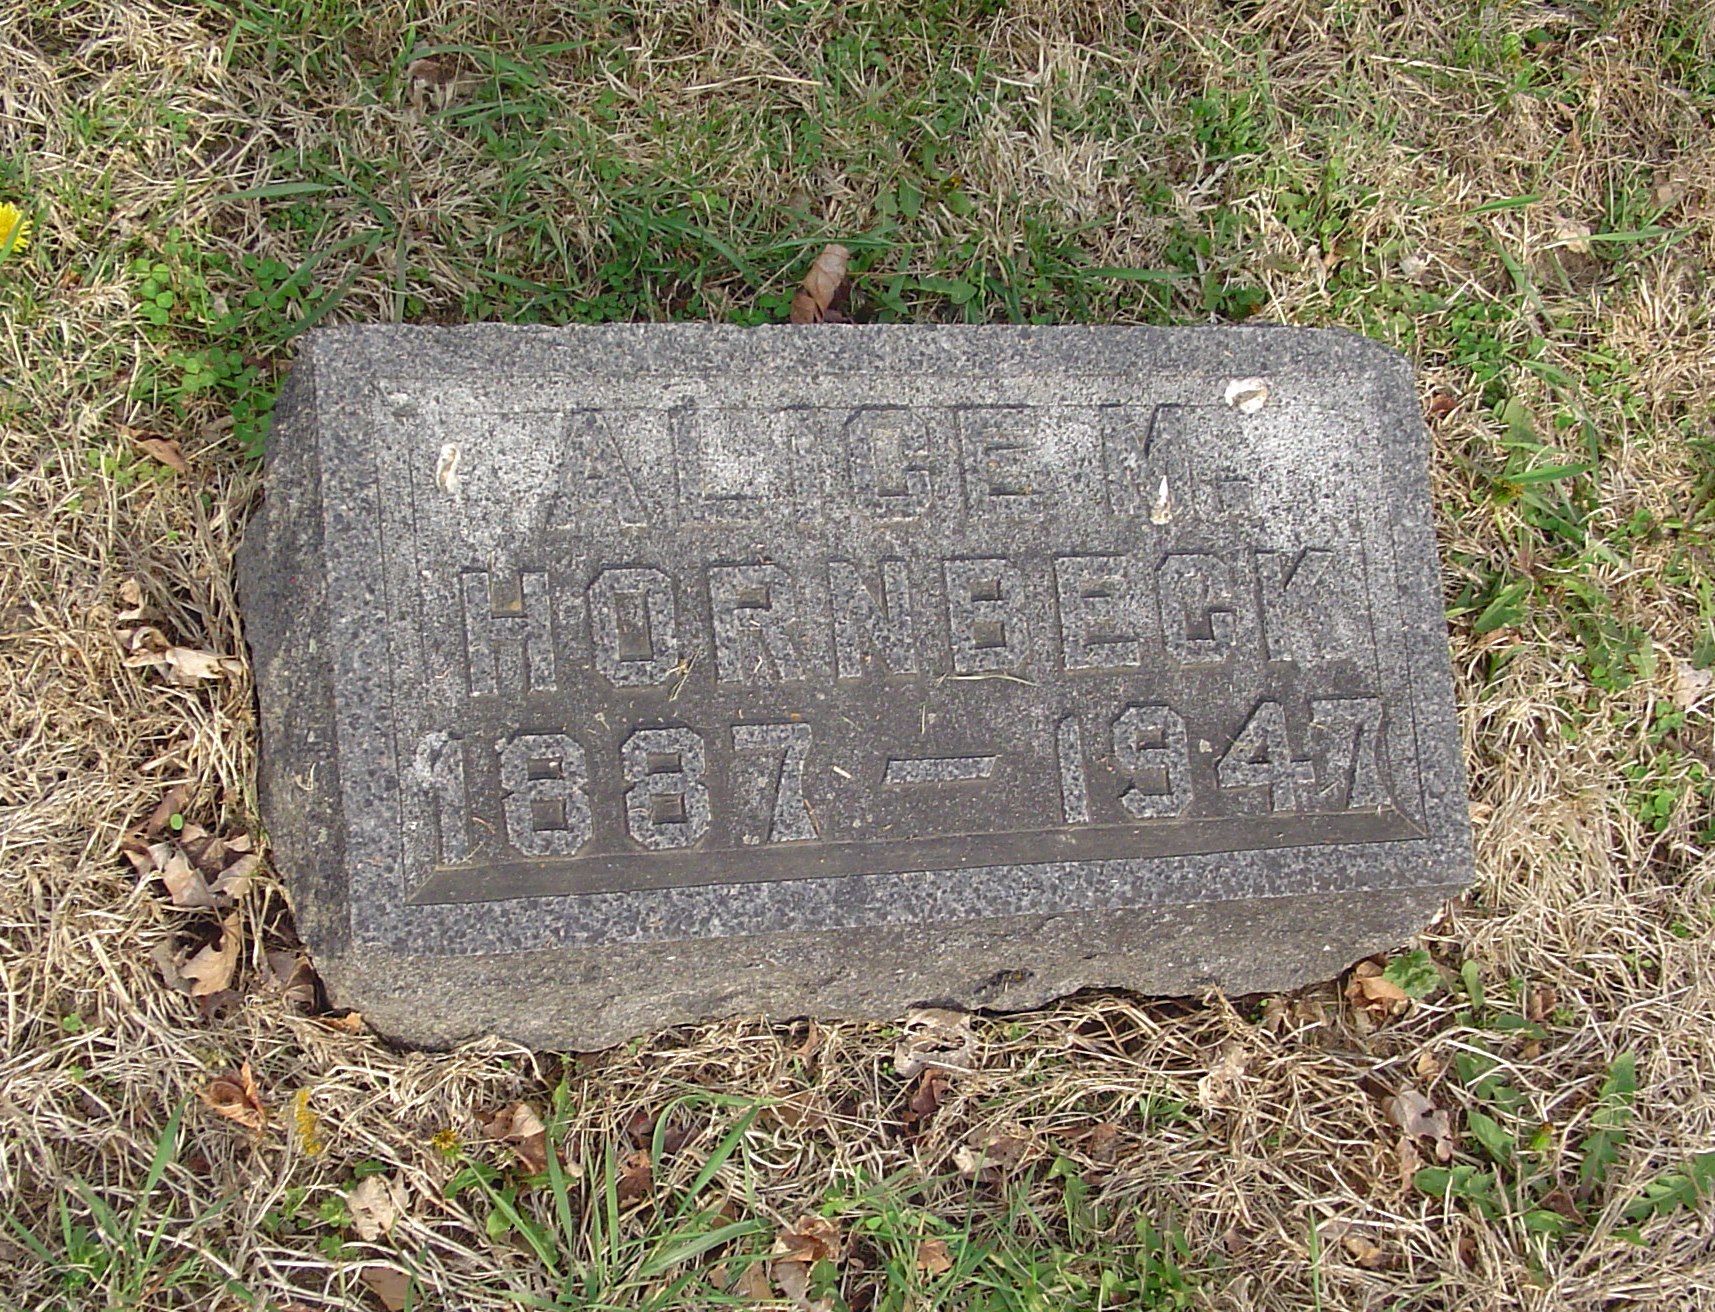 ALICE M.
HORNBECK
1887 — 1947